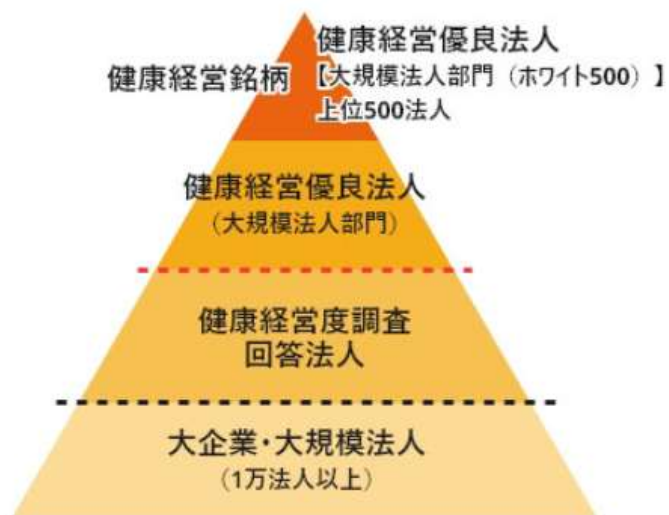 健康経営銘柄
健康経営優良法人
【大規模法人部門（ホワイト500）】
上位500法人
健康経営優良法人
（大規模法人部門）
健康経営度調査
回答法人
大企業・大規模法人
（1万法人以上）